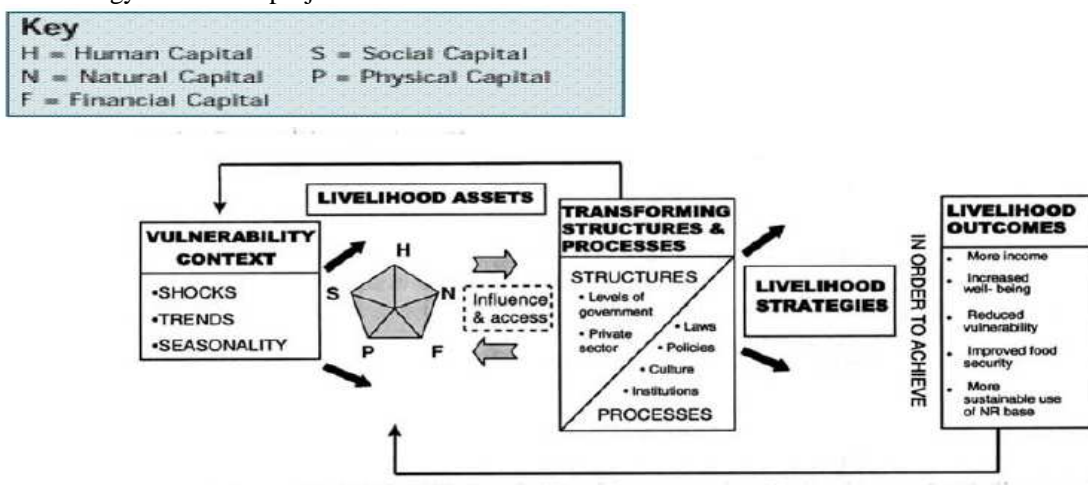 Key
H = Human Capital S = Social Capital
N = Natural Capital P = Physical Capital
F = Financial Capital
LIVELIHOOD ASSETS
VULNERABILITY
CONTEXT
•SHOCKS
•TRENDS
•SEASONALITY
H
S
N
P
F
Influence
& access
TRANSFORMING
STRUCTURES &
PROCESSES
STRUCTURES
• Levels of
government
• Private
sector
• Laws
• Policies
• Culture
• Institutions
PROCESSES
LIVELIHOOD
STRATEGIES
IN ORDER TO ACHIEVE
LIVELIHOOD
OUTCOMES
• More income
• Increased
well- being
• Reduced
vulnerability
• Improved food
security
• More
sustainable use
of NR base